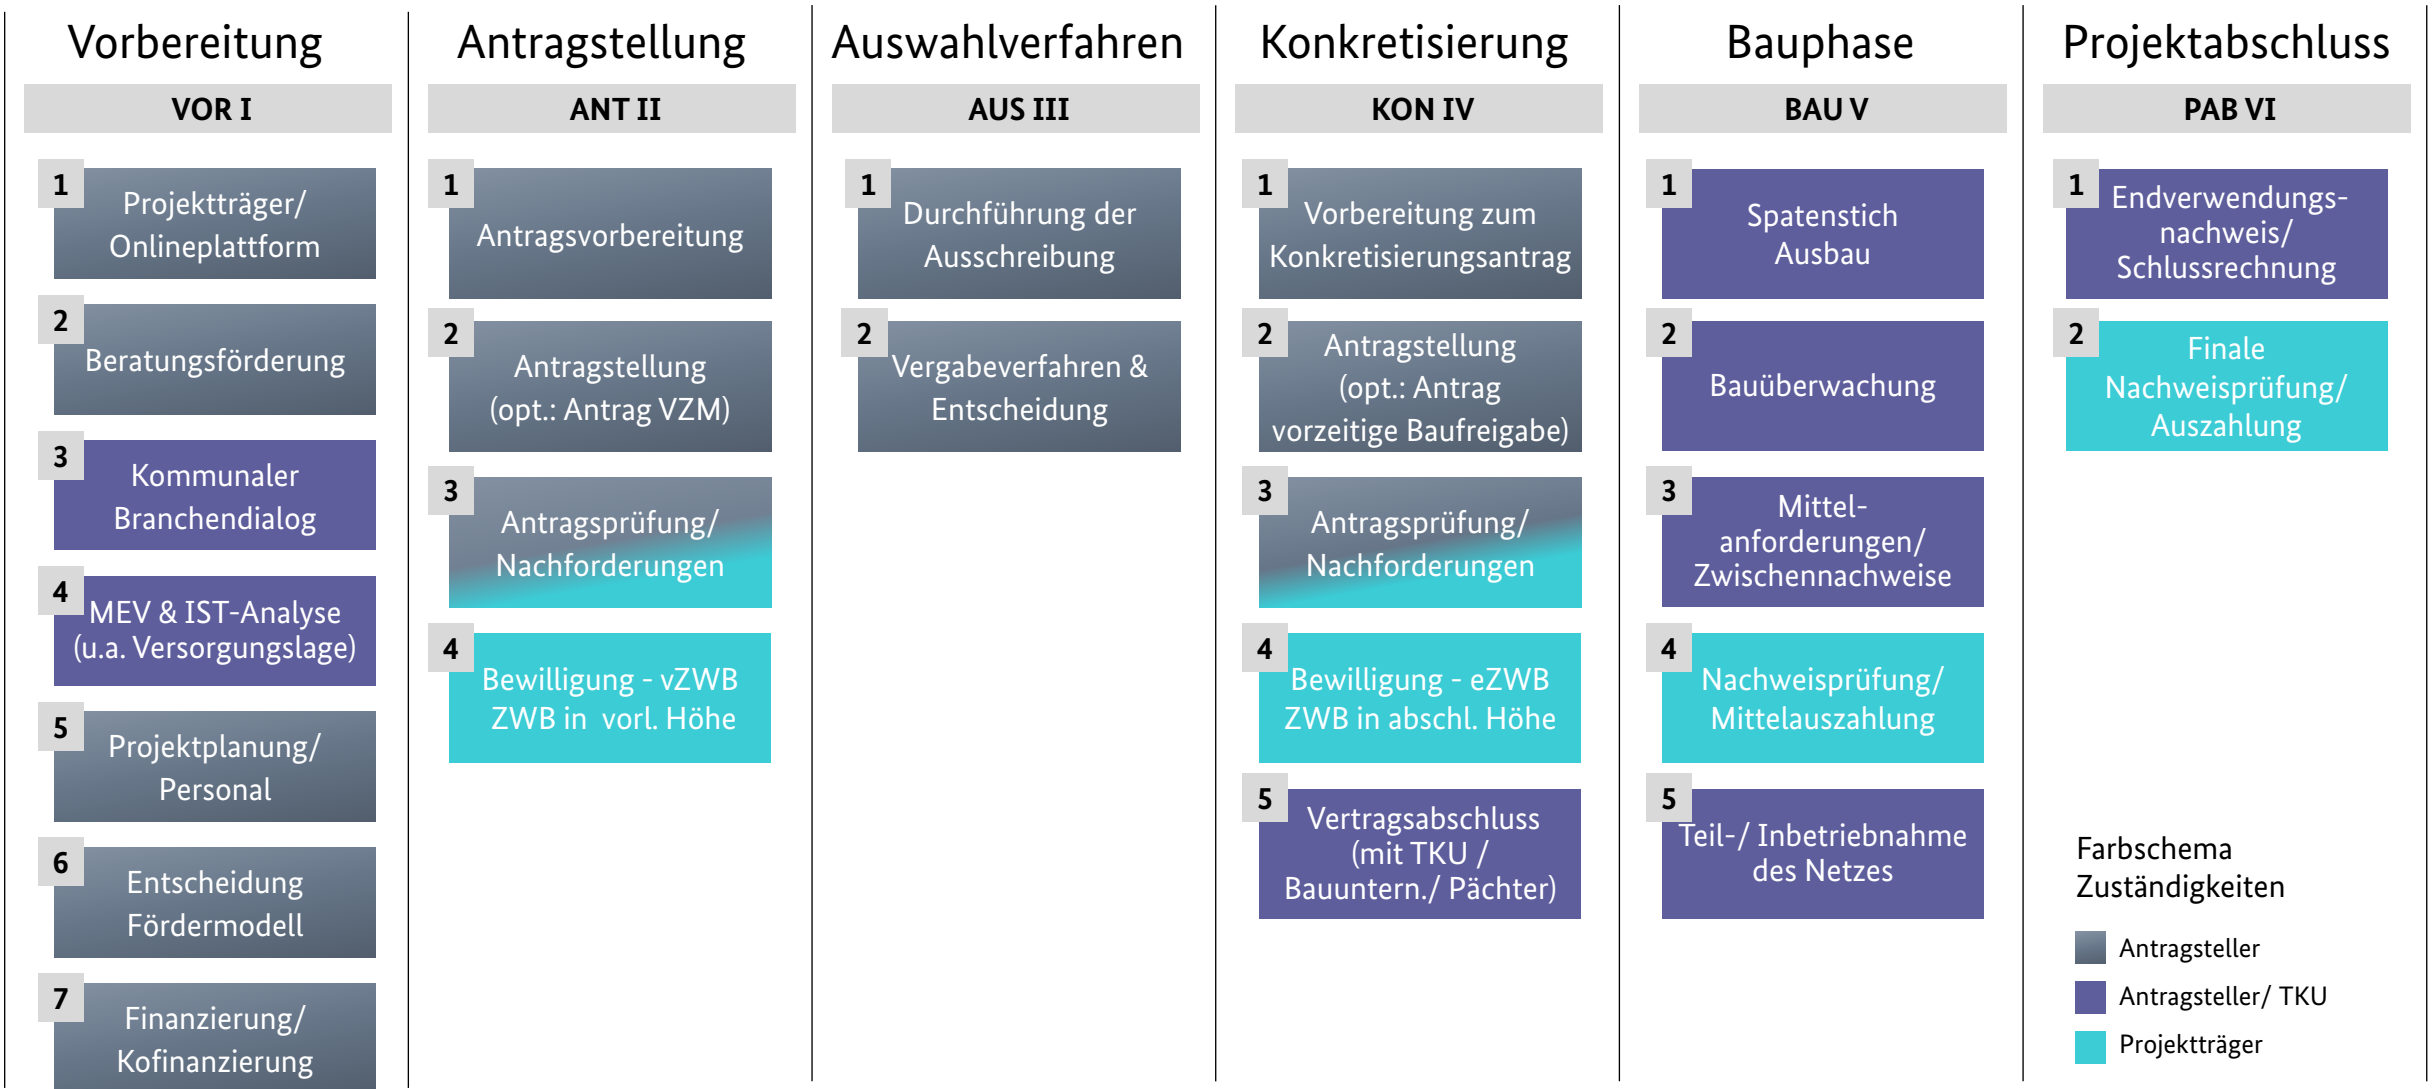 Vorbereitung
VOR I
1
Projektträger/
Onlineplattform
2
Beratungsförderung
3
Kommunaler
Branchendialog
4
MEV & IST-Analyse
(u.a. Versorgungslage)
5
Projektplanung/
Personal
6
Entscheidung
Fördermodell
7
Finanzierung/
Kofinanzierung
Antragstellung
ANT II
1
Antragsvorbereitung
2
Antragstellung
(opt.: Antrag VZM)
3
Antragsprüfung/
Nachforderungen
4
Bewilligung - vZWB
ZWB in vorl. Höhe
Auswahlverfahren
AUS III
1
Durchführung der
Ausschreibung
2
Vergabeverfahren &
Entscheidung
Konkretisierung
KON IV
1
Vorbereitung zum
Konkretisierungsantrag
2
Antragstellung
(opt.: Antrag
vorzeitige Baufreigabe)
3
Antragsprüfung/
Nachforderungen
4
Bewilligung - eZWB
ZWB in abschl. Höhe
5
Vertragsabschluss
(mit TKU /
Bauuntern./ Pächter)
Bauphase
BAU V
1
Spatenstich
Ausbau
2
Bauüberwachung
3
Mittel-
anforderungen/
Zwischennachweise
4
Nachweisprüfung/
Mittelauszahlung
5
Teil-/ Inbetriebnahme
des Netzes
Projektabschluss
PAB VI
1
Endverwendungs-
nachweis/
Schlussrechnung
2
Finale
Nachweisprüfung/
Auszahlung
Farbschema
Zuständigkeiten
Antragsteller
Antragsteller/ TKU
Projektträger